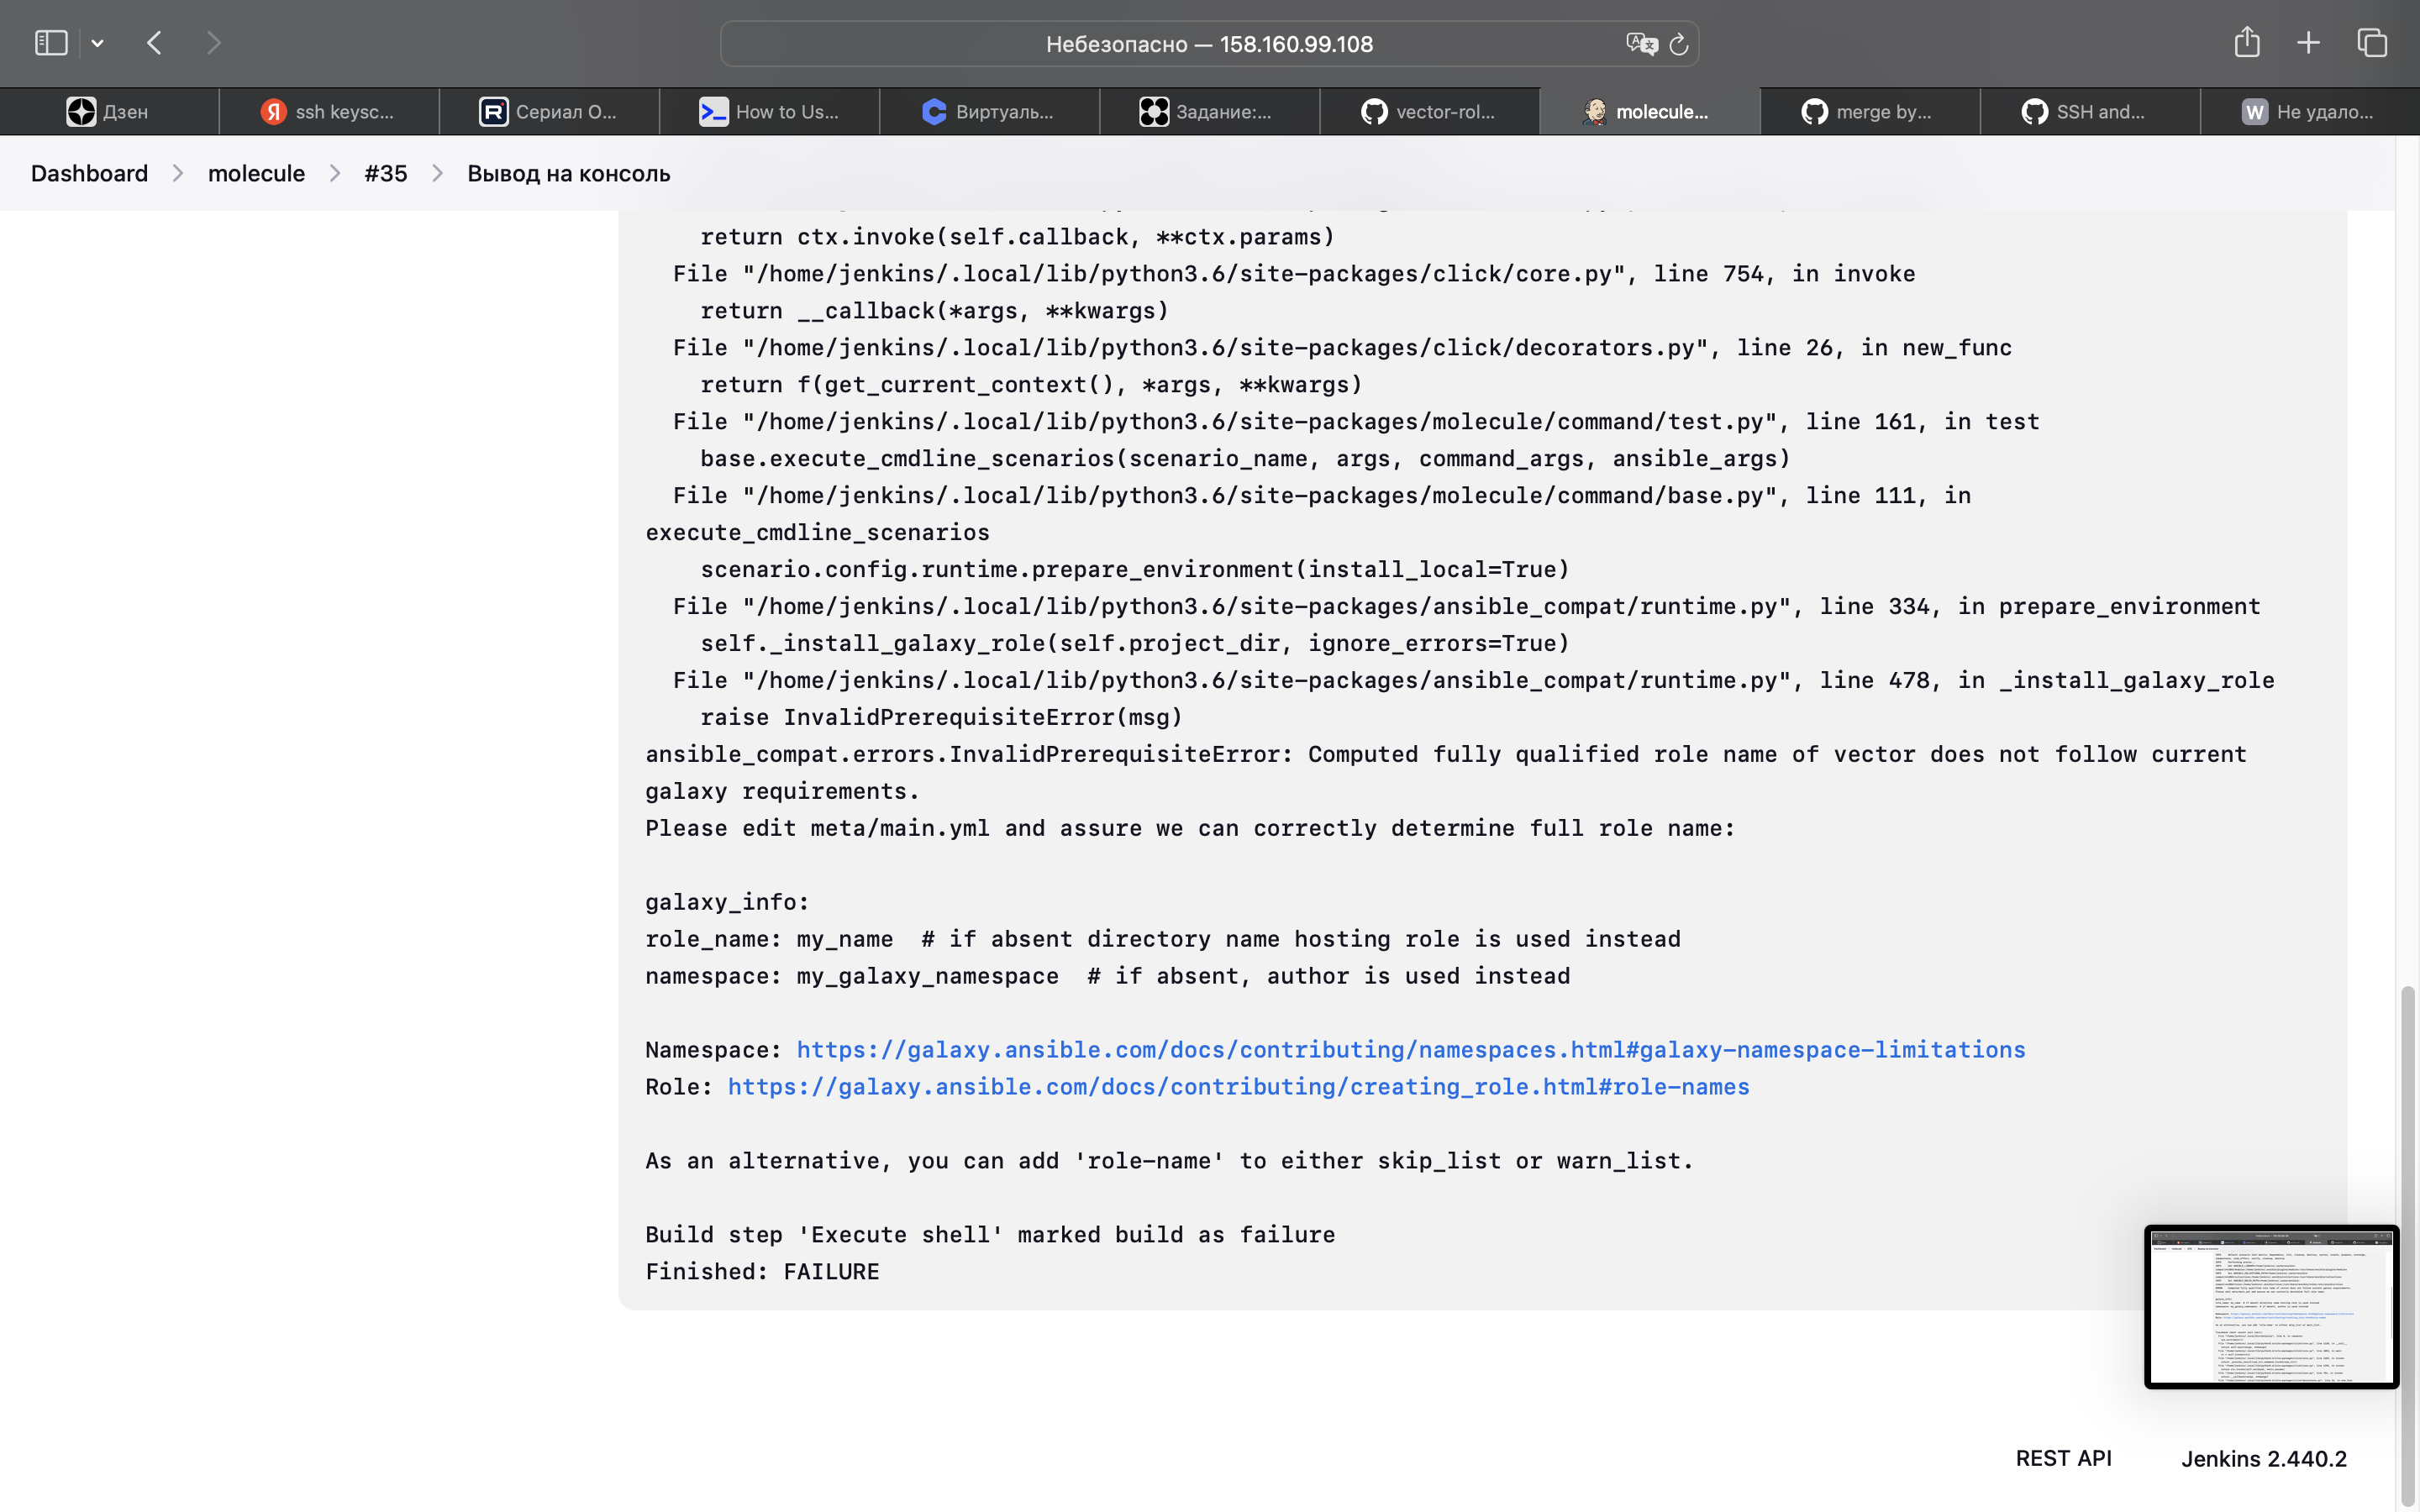 Небезопасно — 158.160.99.108
Дзен
ssh keysc...
Сериал О...
How to Us...
Виртуаль...
Задание:...
vector-rol...
molecule...
merge by...
SSH and...
Не удало...
Dashboard > molecule > #35 > Вывод на консоль
return ctx.invoke(self.callback, **ctx.params)
File "/home/jenkins/.local/lib/python3.6/site-packages/click/core.py", line 754, in invoke
return __callback(*args, **kwargs)
File "/home/jenkins/.local/lib/python3.6/site-packages/click/decorators.py", line 26, in new_func
return f(get_current_context(), *args, **kwargs)
File "/home/jenkins/.local/lib/python3.6/site-packages/molecule/command/test.py", line 161, in test
base.execute_cmdline_scenarios(scenario_name, args, command_args, ansible_args)
File "/home/jenkins/.local/lib/python3.6/site-packages/molecule/command/base.py", line 111, in
execute_cmdline_scenarios
scenario.config.runtime.prepare_environment(install_local=True)
File "/home/jenkins/.local/lib/python3.6/site-packages/ansible_compat/runtime.py", line 334, in prepare_environment
self._install_galaxy_role(self.project_dir, ignore_errors=True)
File "/home/jenkins/.local/lib/python3.6/site-packages/ansible_compat/runtime.py", line 478, in _install_galaxy_role
raise InvalidPrerequisiteError(msg)
ansible_compat.errors.InvalidPrerequisiteError: Computed fully qualified role name of vector does not follow current
galaxy requirements.
Please edit meta/main.yml and assure we can correctly determine full role name:
galaxy_info:
role_name: my_name  # if absent directory name hosting role is used instead
namespace: my_galaxy_namespace  # if absent, author is used instead
Namespace: https://galaxy.ansible.com/docs/contributing/namespaces.html#galaxy-namespace-limitations
Role: https://galaxy.ansible.com/docs/contributing/creating_role.html#role-names
As an alternative, you can add 'role-name' to either skip_list or warn_list.
Build step 'Execute shell' marked build as failure
Finished: FAILURE
REST API
Jenkins 2.440.2